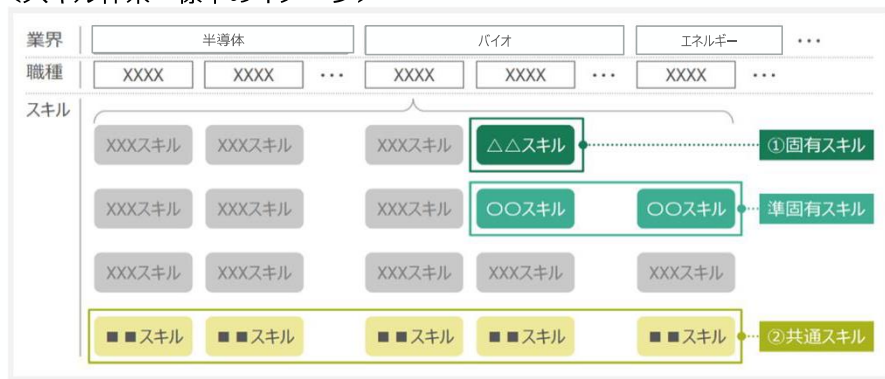 業界 半導体 バイオ エネルギー ・・・
職種 XXXX XXXX ・・・ XXXX XXXX ・・・ XXXX ・・・
スキル
XXXスキル XXXスキル XXXスキル △△スキル ①固有スキル
XXXスキル XXXスキル XXXスキル 〇〇スキル 〇〇スキル 準固有スキル
XXXスキル XXXスキル XXXスキル XXXスキル XXXスキル
■■スキル ■■スキル ■■スキル ■■スキル ■■スキル ②共通スキル